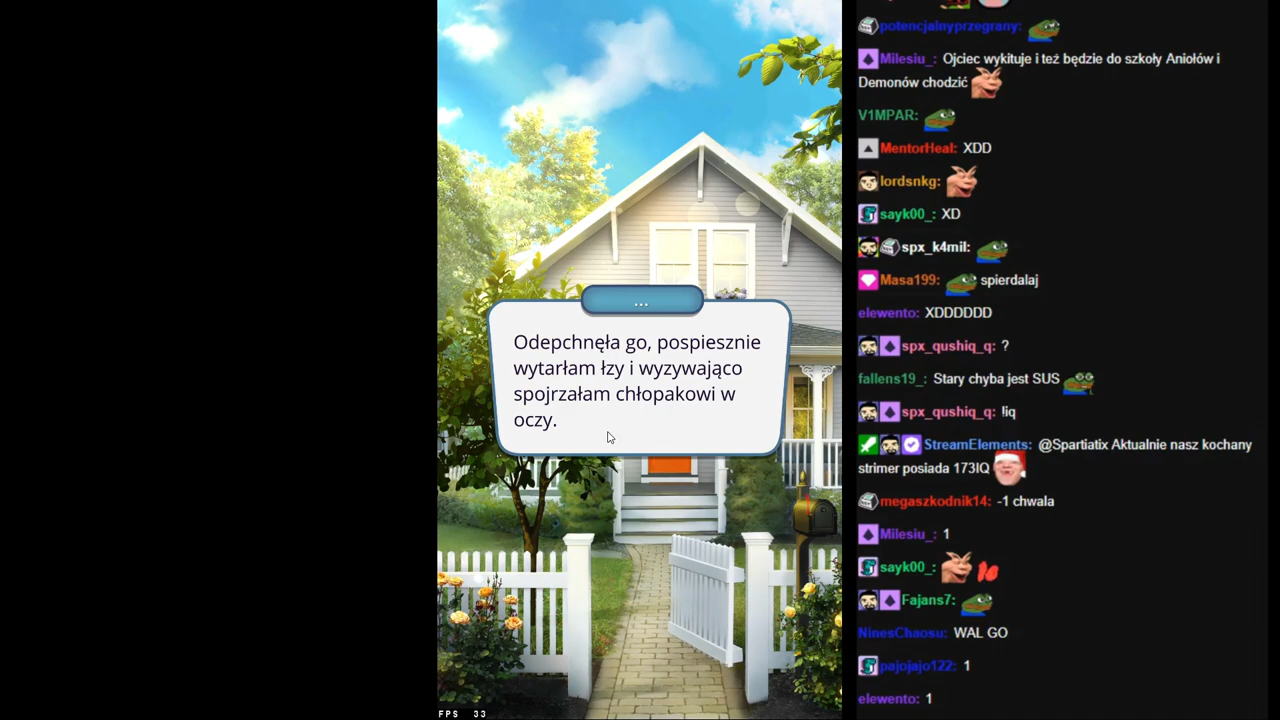 potencjalnyprzegrany:
Milesiu_: Ojciec wykituje i też będzie do szkoły Aniołów i
Demonów chodzić
V1MPAR:
MentorHeal: XDD
lordsnkg:
sayk00_: XD
spx_k4mil:
Masa199: spierdalaj
elewento: XDDDDDD
spx_qushiq_q: ?
fallens19_: Stary chyba jest SUS
spx_qushiq_q: !iq
StreamElements: @Spartiatix Aktualnie nasz kochany
strimer posiada 173IQ
megaszkodnik14: -1 chwala
Milesiu_: 1
sayk00_:
Fajans7:
NinesChaosu: WAL GO
pajojajo122: 1
elewento: 1
...
Odepchnęła go, pospiesznie
wytarłam łzy i wyzywająco
spojrzałam chłopakowi w
oczy.
FPS 33